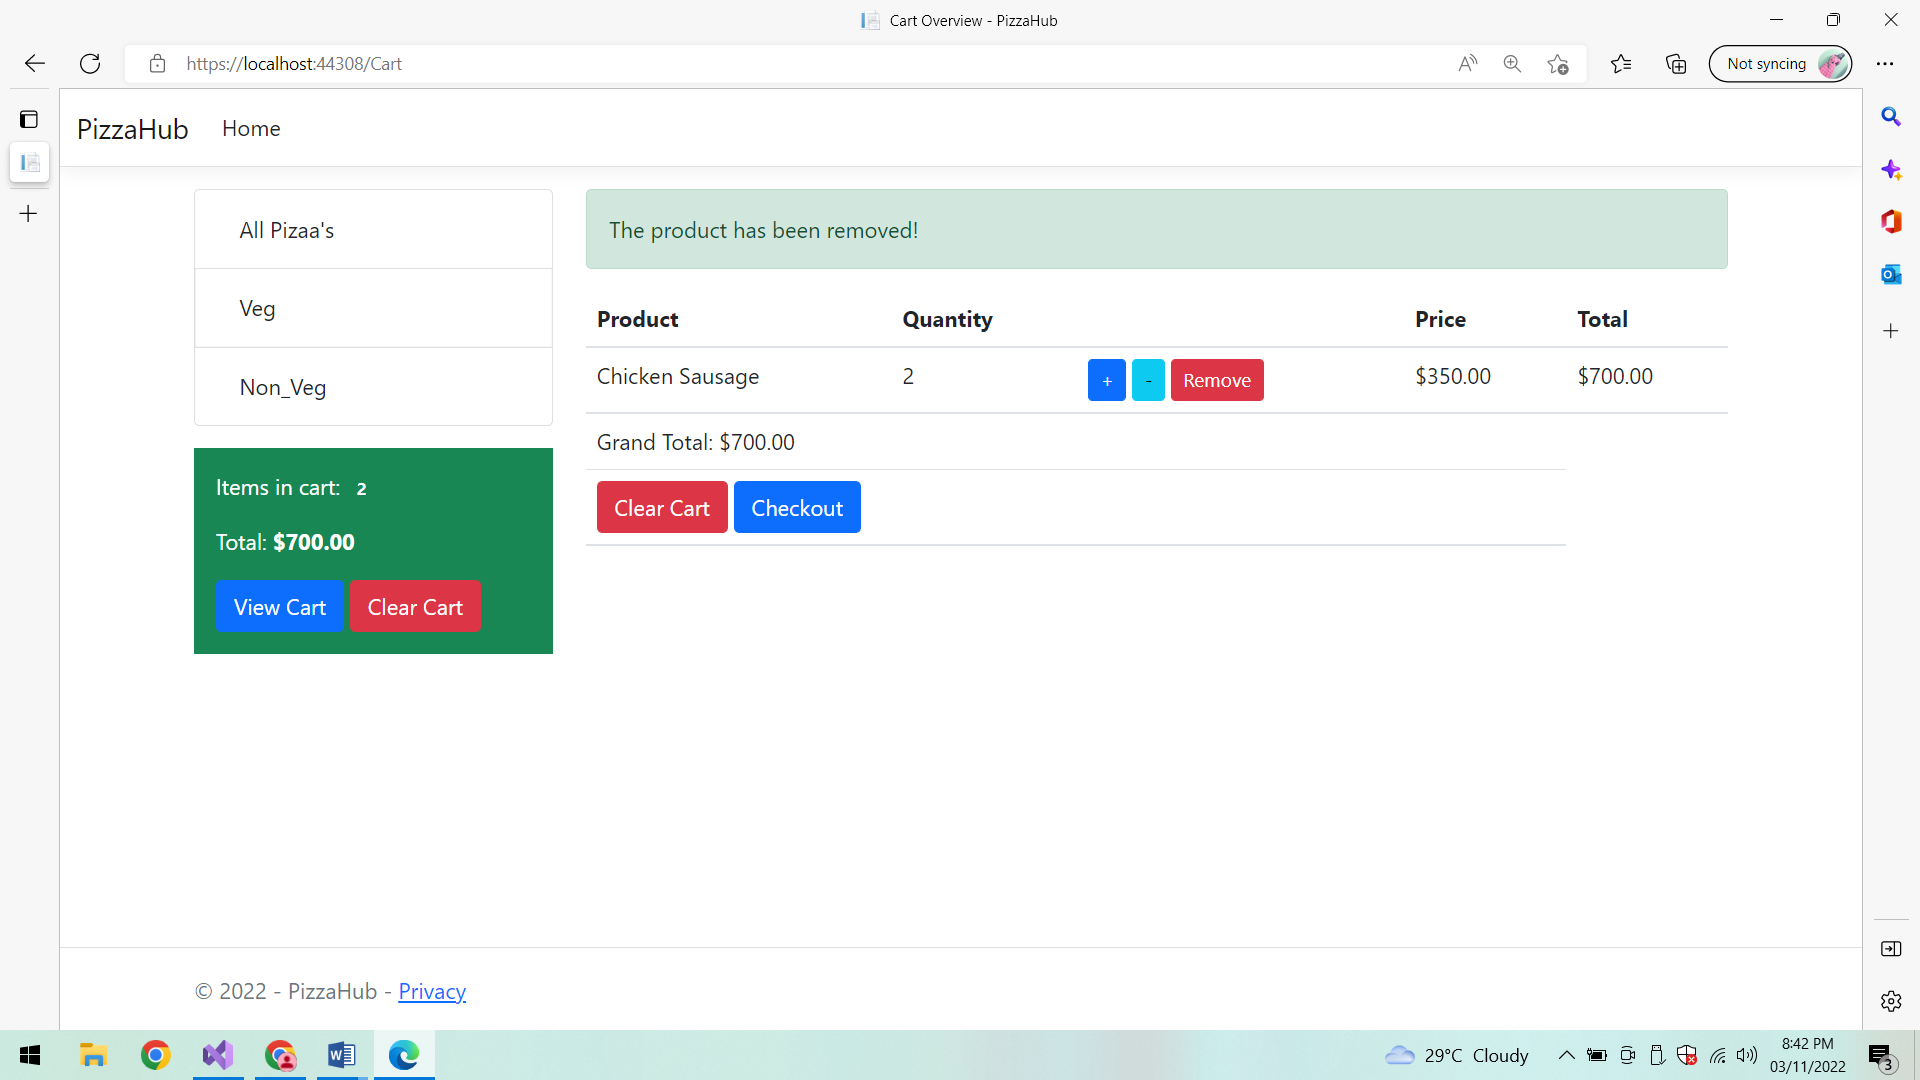 Cart Overview - PizzaHub
https://localhost:44308/Cart
Not syncing
PizzaHub Home
All Pizaa's
Veg
Non_Veg
Items in cart: 2
Total: $700.00
View Cart Clear Cart
The product has been removed!
Product Quantity Price Total
Chicken Sausage 2 + - Remove $350.00 $700.00
Grand Total: $700.00
Clear Cart Checkout
© 2022 - PizzaHub - Privacy
29°C Cloudy
8:42 PM
03/11/2022
3